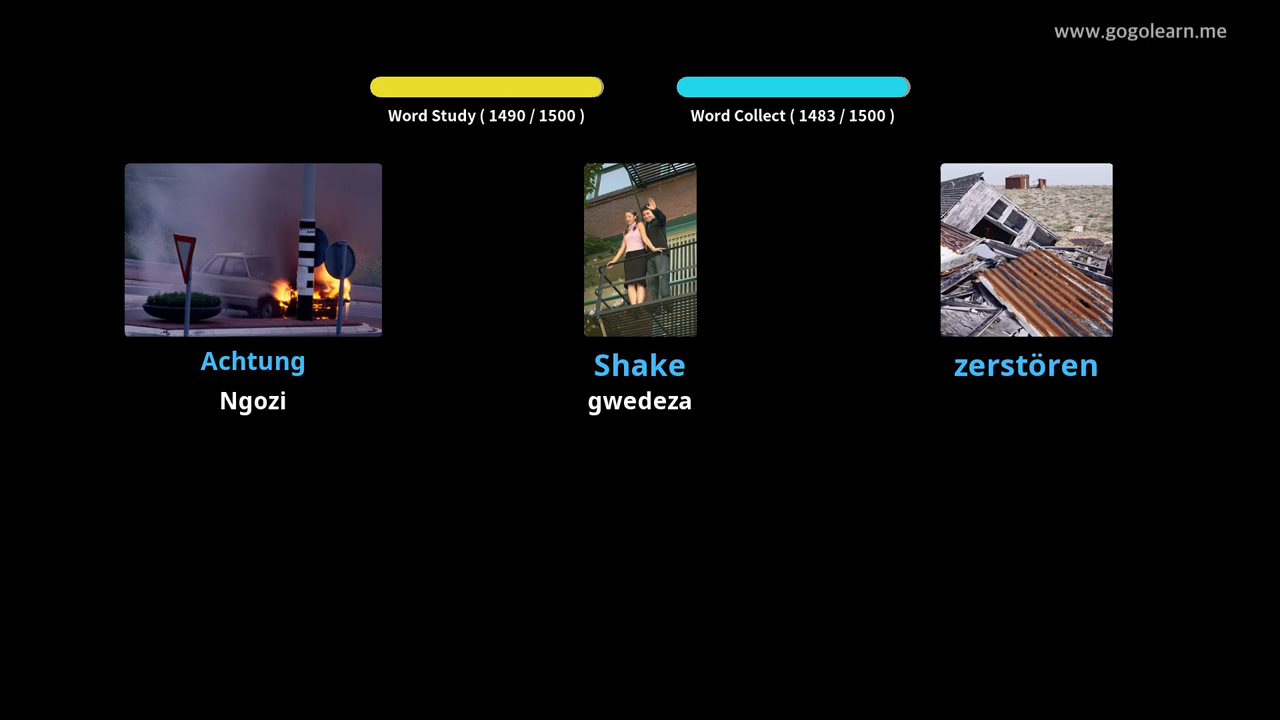 www.gogolearn.me
Word Study ( 1490 / 1500 )
Word Collect ( 1483 / 1500 )
Achtung
Ngozi
Shake
gwedeza
zerstören